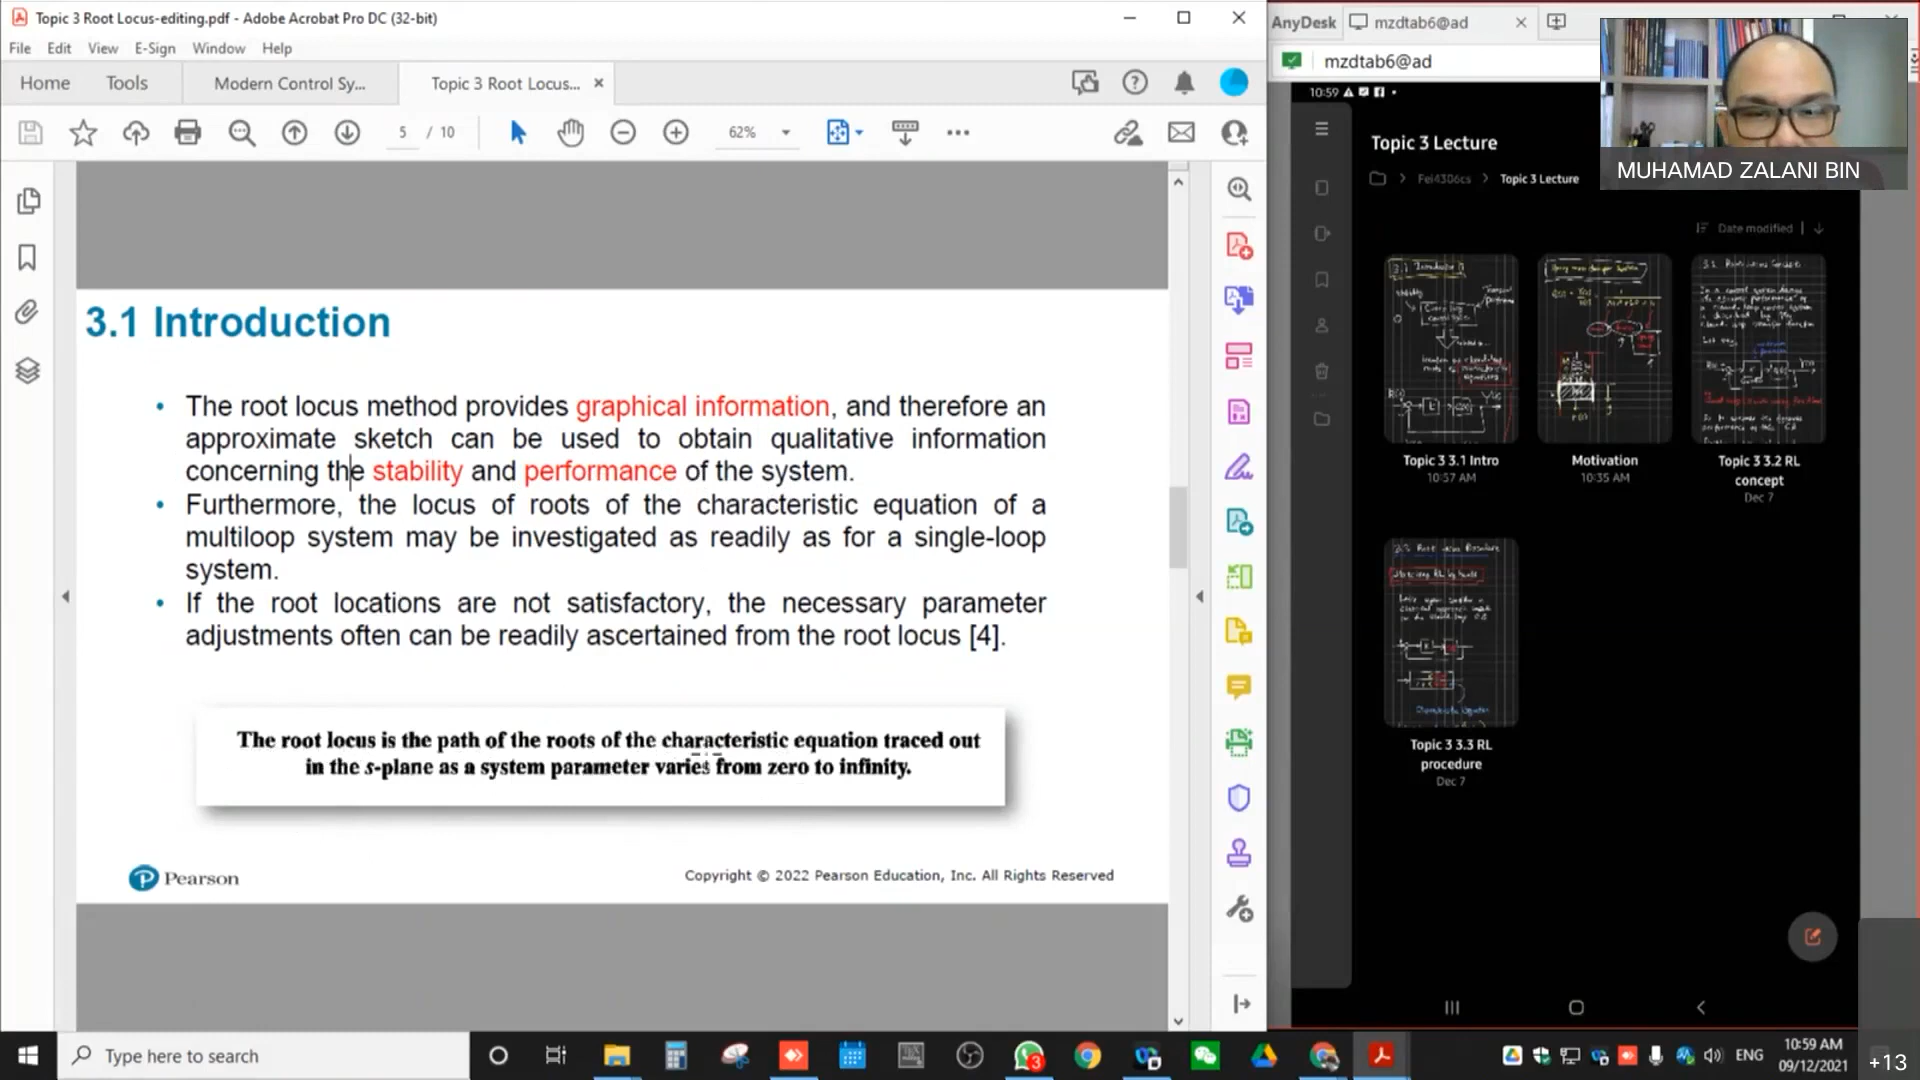 Topic 3 Root Locus-editing.pdf - Adobe Acrobat Pro DC (32-bit)
File Edit View E-Sign Window Help
Home Tools Modern Control Sy... Topic 3 Root Locus...
5 / 10 62%
3.1 Introduction
• The root locus method provides graphical information, and therefore an
approximate sketch can be used to obtain qualitative information
concerning the stability and performance of the system.
• Furthermore, the locus of roots of the characteristic equation of a
multiloop system may be investigated as readily as for a single-loop
system.
• If the root locations are not satisfactory, the necessary parameter
adjustments often can be readily ascertained from the root locus [4].
The root locus is the path of the roots of the characteristic equation traced out
in the s-plane as a system parameter varies from zero to infinity.
Pearson
Copyright © 2022 Pearson Education, Inc. All Rights Reserved
AnyDesk mzdtab6@ad
mzdtab6@ad
10:59
MUHAMAD ZALANI BIN
Topic 3 Lecture
Fei4306cs > Topic 3 Lecture
Date modified
3.1 Introduction
Topic 3 3.1 Intro
10:57 AM
Motivation
10:35 AM
Topic 3 3.2 RL
concept
Dec 7
Topic 3 3.3 RL
procedure
Dec 7
Type here to search
3
ENG
10:59 AM
09/12/2021
+13